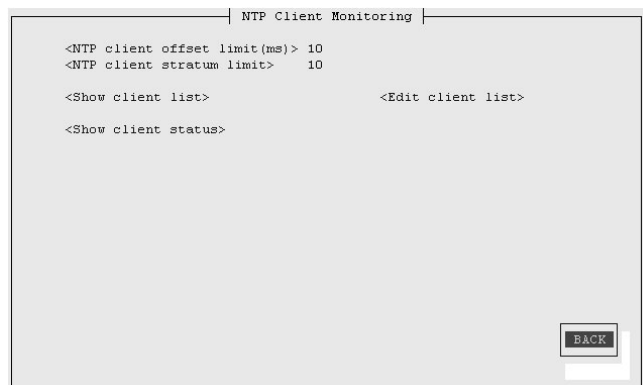 NTP Client Monitoring
<NTP client offset limit(ms)> 10
<NTP client stratum limit> 10
<Show client list> <Edit client list>
<Show client status>
BACK